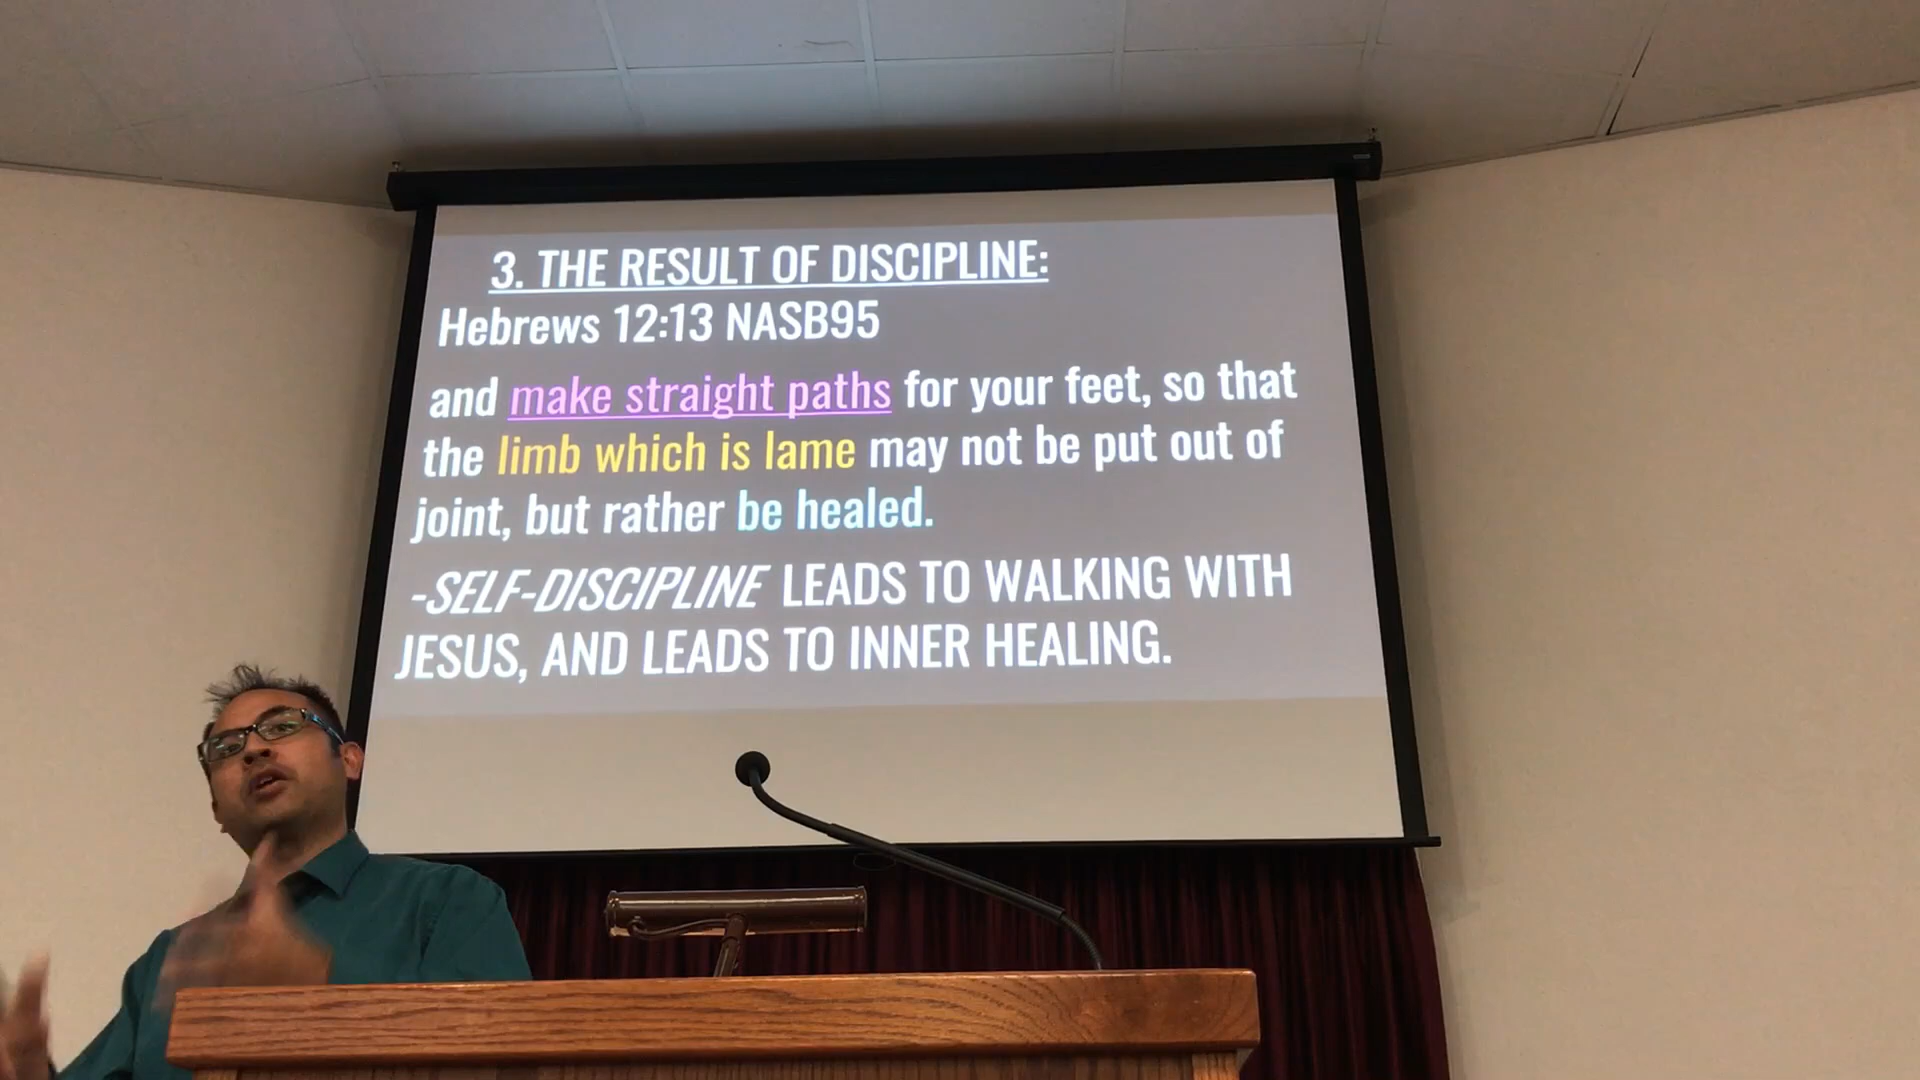 3. THE RESULT OF DISCIPLINE:
Hebrews 12:13 NASB95
and make straight paths for your feet, so that
the limb which is lame may not be put out of
joint, but rather be healed.
-SELF-DISCIPLINE LEADS TO WALKING WITH
JESUS, AND LEADS TO INNER HEALING.